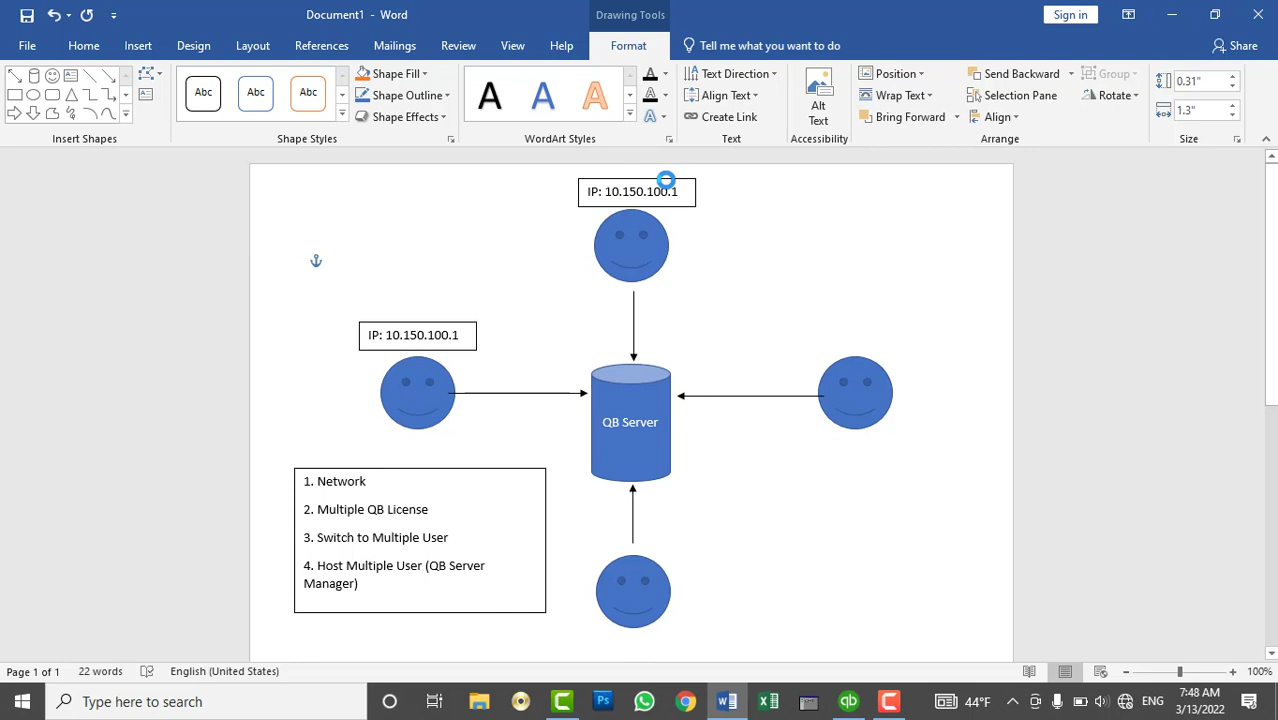 Document1 - Word
Drawing Tools
Sign in
File
Home
Insert
Design
Layout
References
Mailings
Review
View
Help
Format
Tell me what you want to do
Share
Abc
Abc
Abc
Shape Fill
Shape Outline
Shape Effects
A
A
A
Text Direction
Align Text
Create Link
Alt
Text
Position
Wrap Text
Bring Forward
Send Backward
Selection Pane
Align
Group
Rotate
0.31"
1.3"
Insert Shapes
Shape Styles
WordArt Styles
Text
Accessibility
Arrange
Size
IP: 10.150.100.1
IP: 10.150.100.1
QB Server
1. Network
2. Multiple QB License
3. Switch to Multiple User
4. Host Multiple User (QB Server
Manager)
Page 1 of 1
22 words
English (United States)
100%
Type here to search
44°F
ENG
7:48 AM
3/13/2022